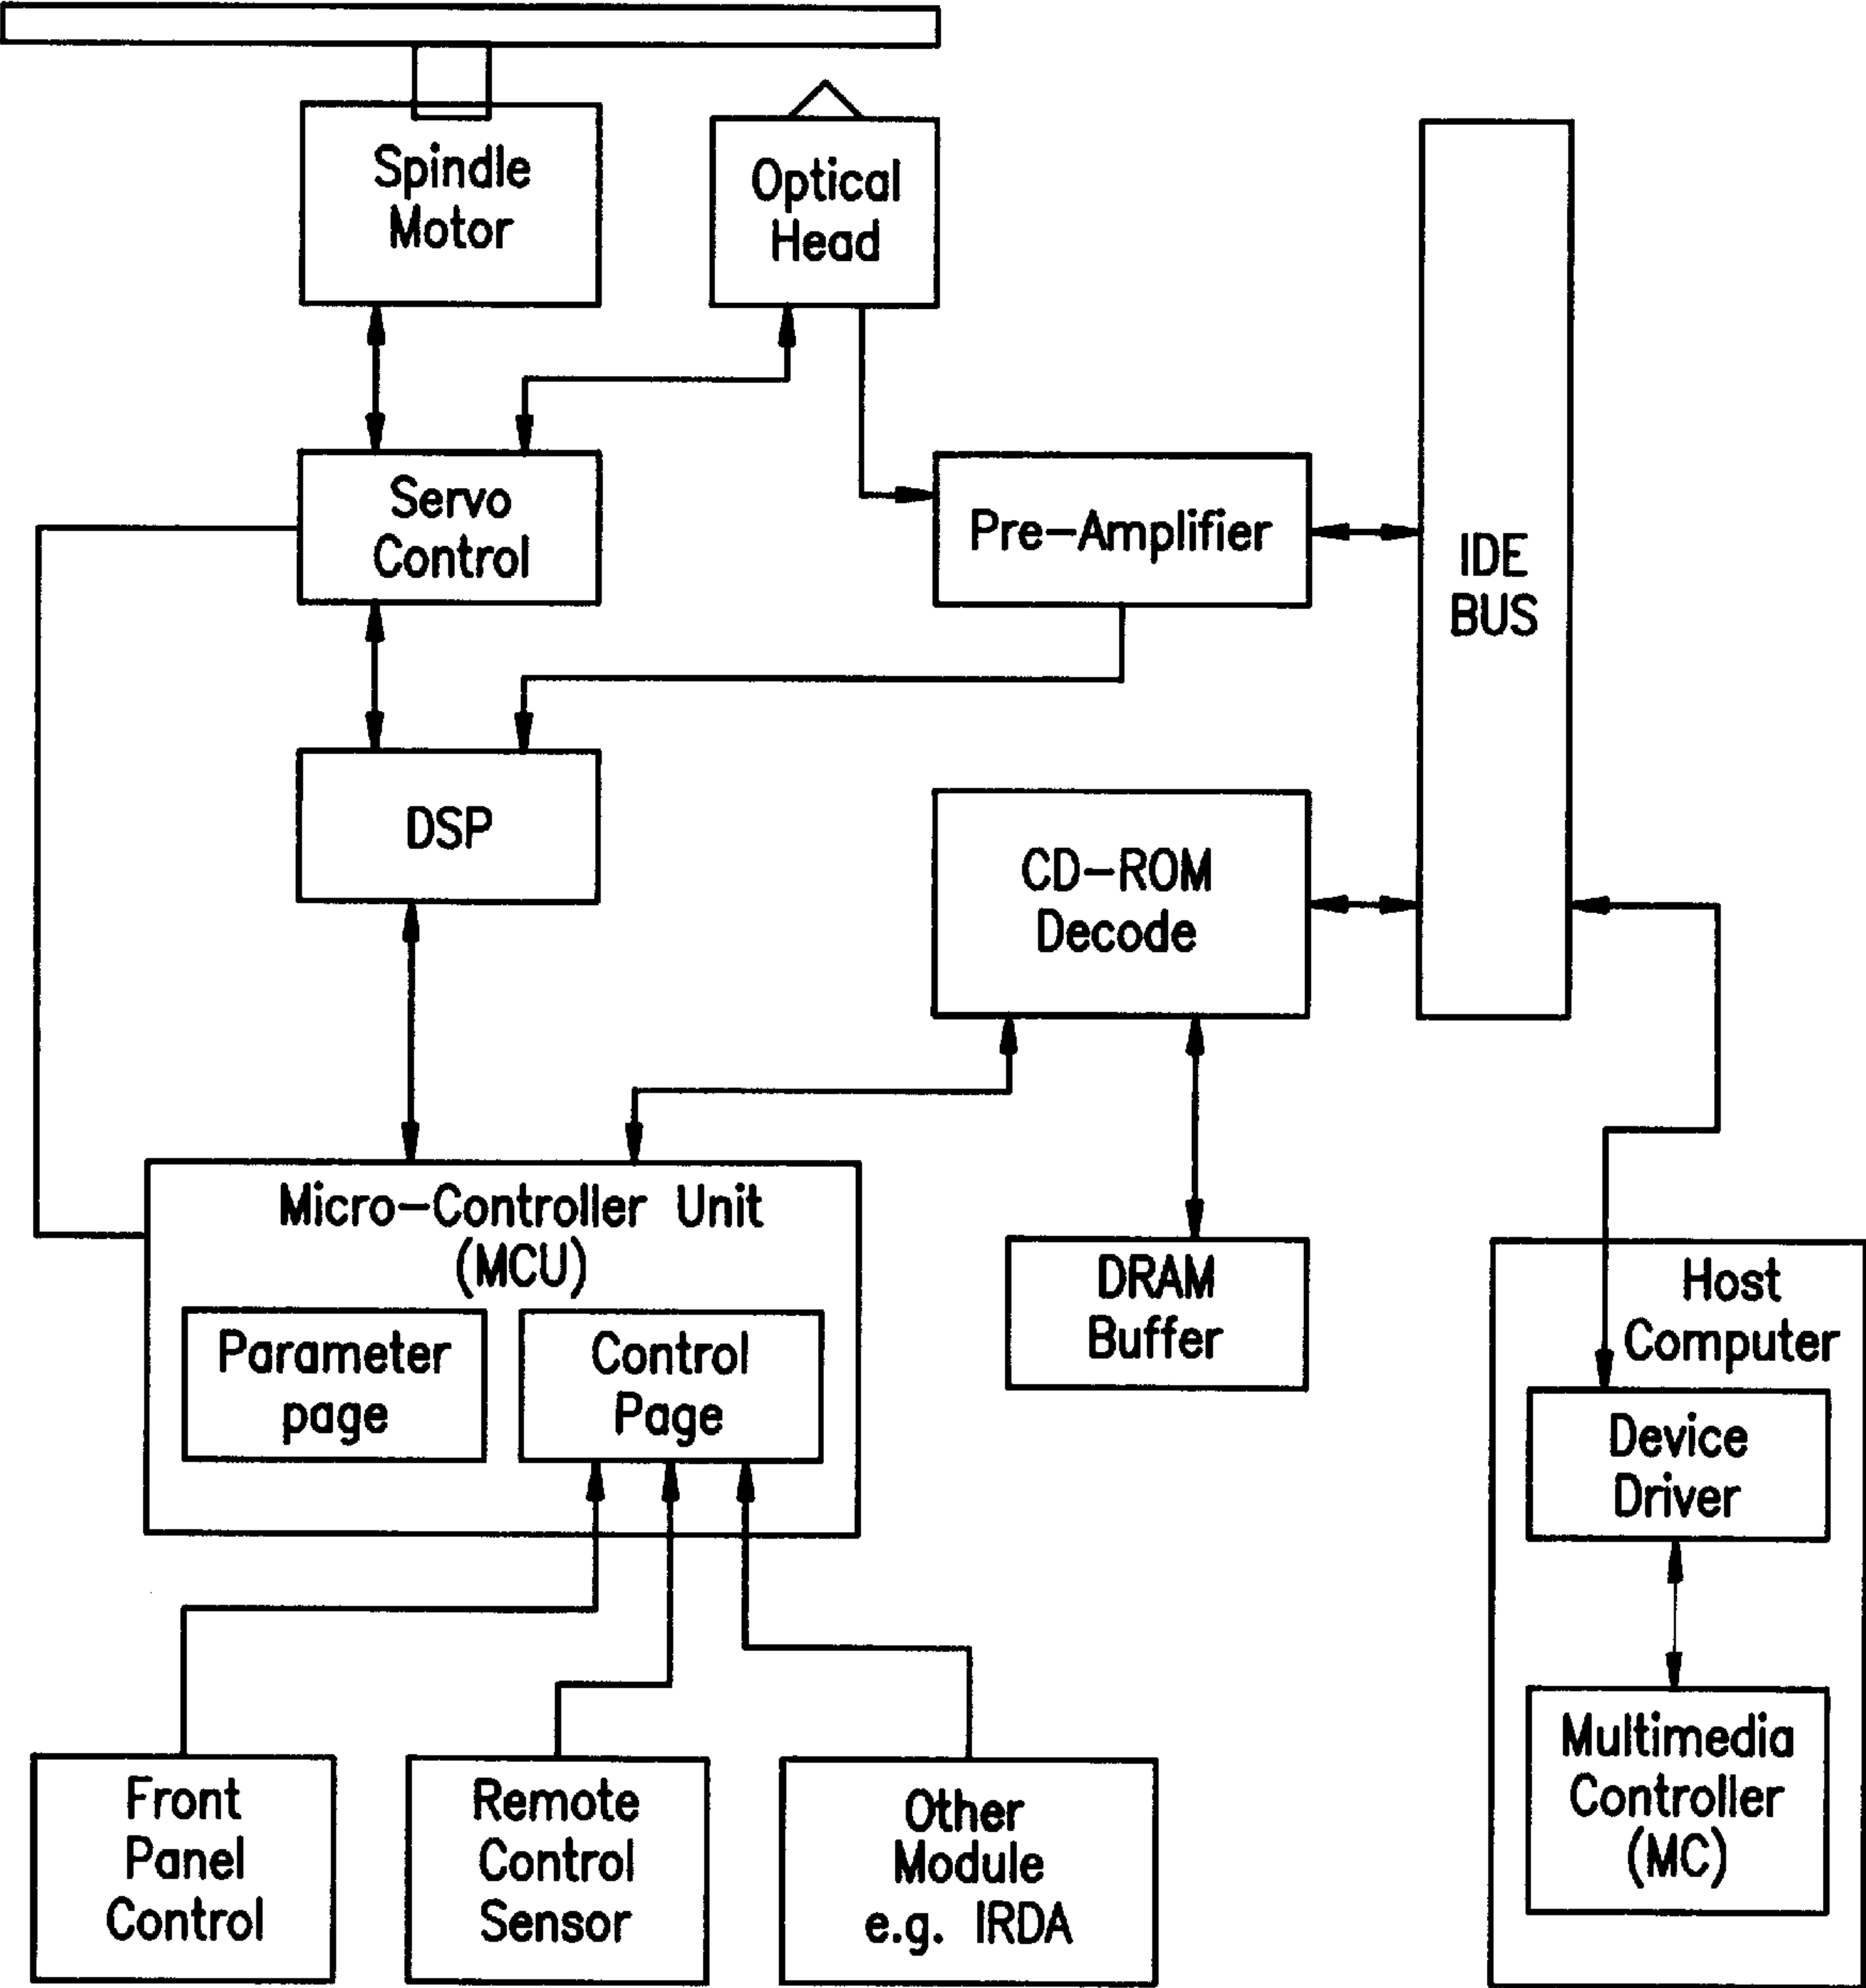 Spindle
Motor
Optical
Head
Servo
Control
Pre-Amplifier
IDE
BUS
DSP
CD-ROM
Decode
Micro-Controller Unit
(MCU)
Parameter
page
Control
Page
DRAM
Buffer
Host
Computer
Device
Driver
Multimedia
Controller
(MC)
Front
Panel
Control
Remote
Control
Sensor
Other
Module
e.g. IRDA